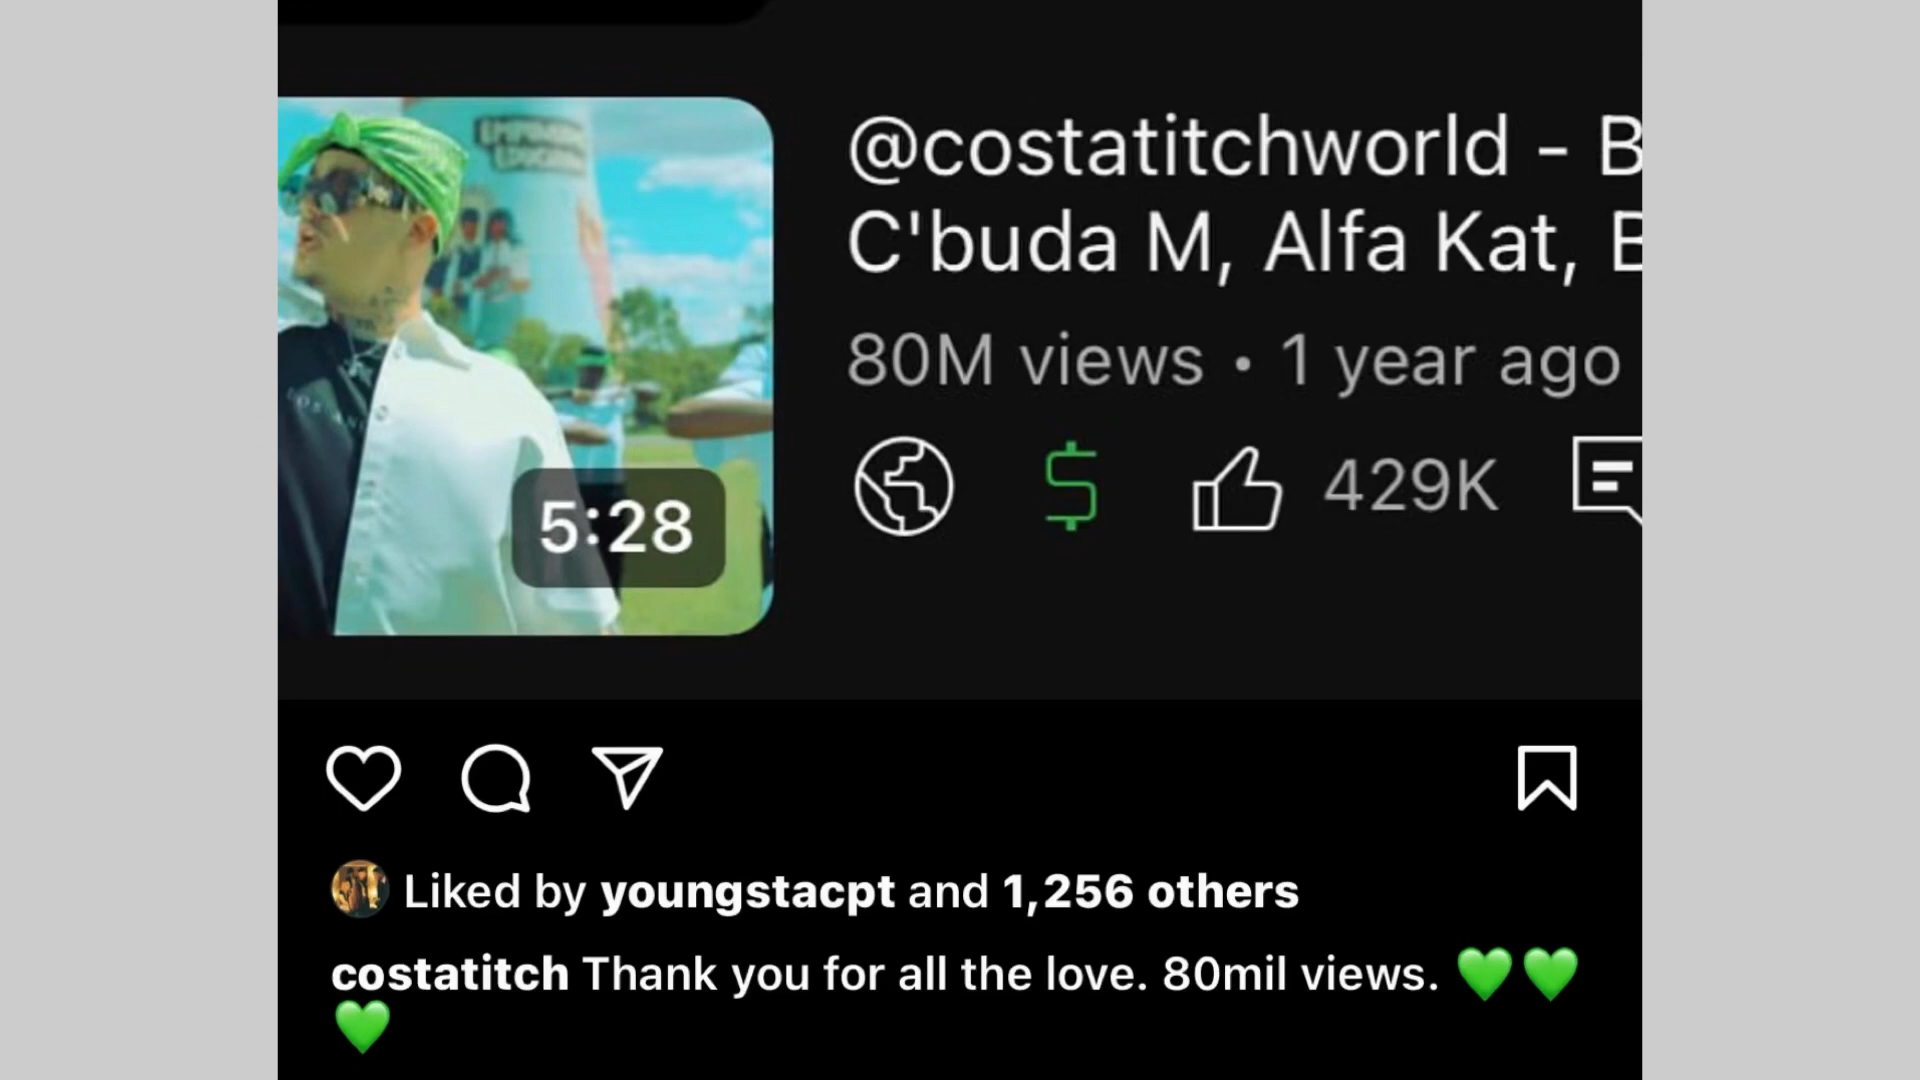 @costatitchworld - B
C'buda M, Alfa Kat,
80M views • 1 year ago
429K
5:28
Liked by youngstacpt and 1,256 others
costatitch Thank you for all the love. 80mil views. 💚💚
💚